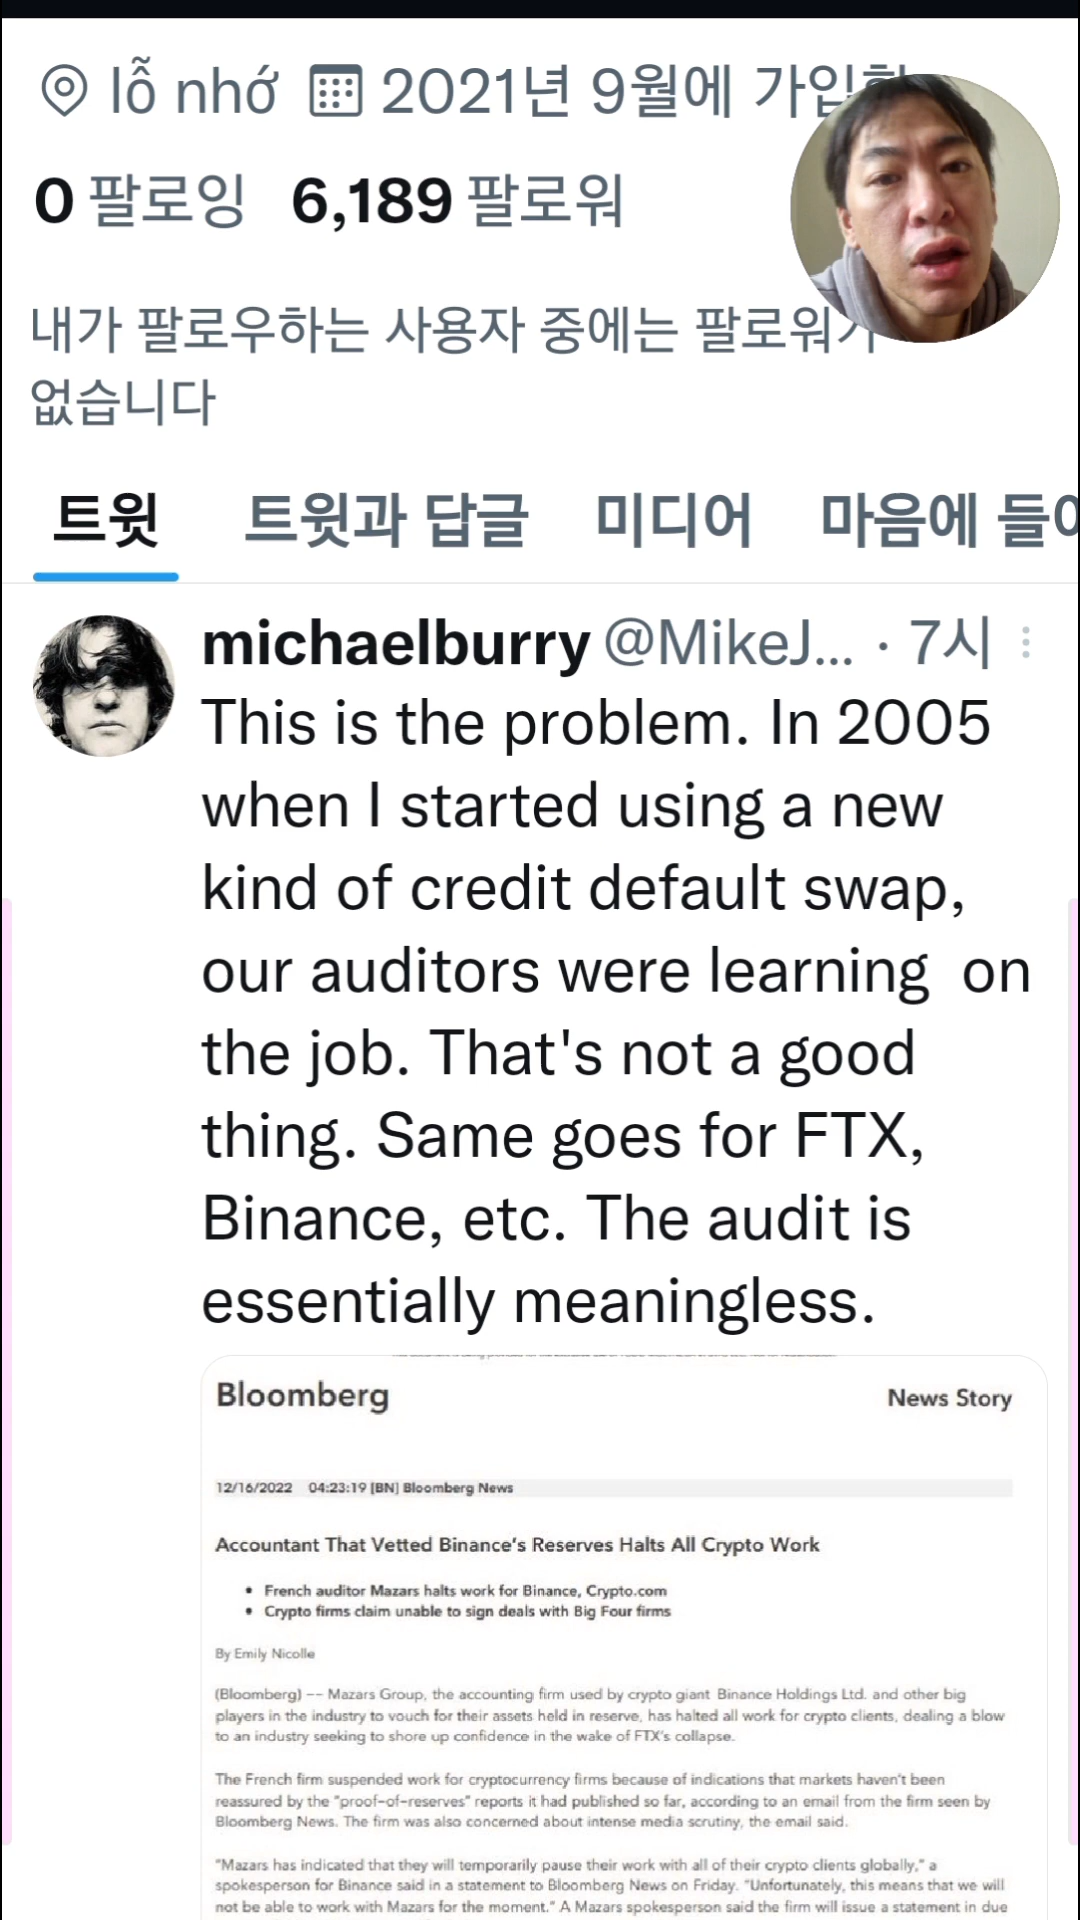 lỗ nhớ 2021년 9월에 가입
0 팔로잉 6,189 팔로워
내가 팔로우하는 사용자 중에는 팔로워가
없습니다
트윗 트윗과 답글 미디어 마음에
michaelburry @MikeJ... · 7시
This is the problem. In 2005
when I started using a new
kind of credit default swap,
our auditors were learning on
the job. That's not a good
thing. Same goes for FTX,
Binance, etc. The audit is
essentially meaningless.
Bloomberg News Story
12/16/2022 04:23:19 [BN] Bloomberg News
Accountant That Vetted Binance's Reserves Halts All Crypto Work
• French auditor Mazars halts work for Binance, Crypto.com
• Crypto firms claim unable to sign deals with Big Four firms
By Emily Nicolle
(Bloomberg) -- Mazars Group, the accounting firm used by crypto giant Binance Holdings Ltd. and other big
players in the industry to vouch for their assets held in reserve, has halted all work for crypto clients, dealing a blow
to an industry seeking to shore up confidence in the wake of FTX's collapse.
The French firm suspended work for cryptocurrency firms because of indications that markets haven't been
reassured by the "proof-of-reserves" reports it had published so far, according to an email from the firm seen by
Bloomberg News. The firm was also concerned about intense media scrutiny, the email said.
"Mazars has indicated that they will temporarily pause their work with all of their crypto clients globally," a
spokesperson for Binance said in a statement to Bloomberg News on Friday. "Unfortunately, this means that we will
not be able to work with Mazars for the moment." A Mazars spokesperson said the firm will issue a statement in due